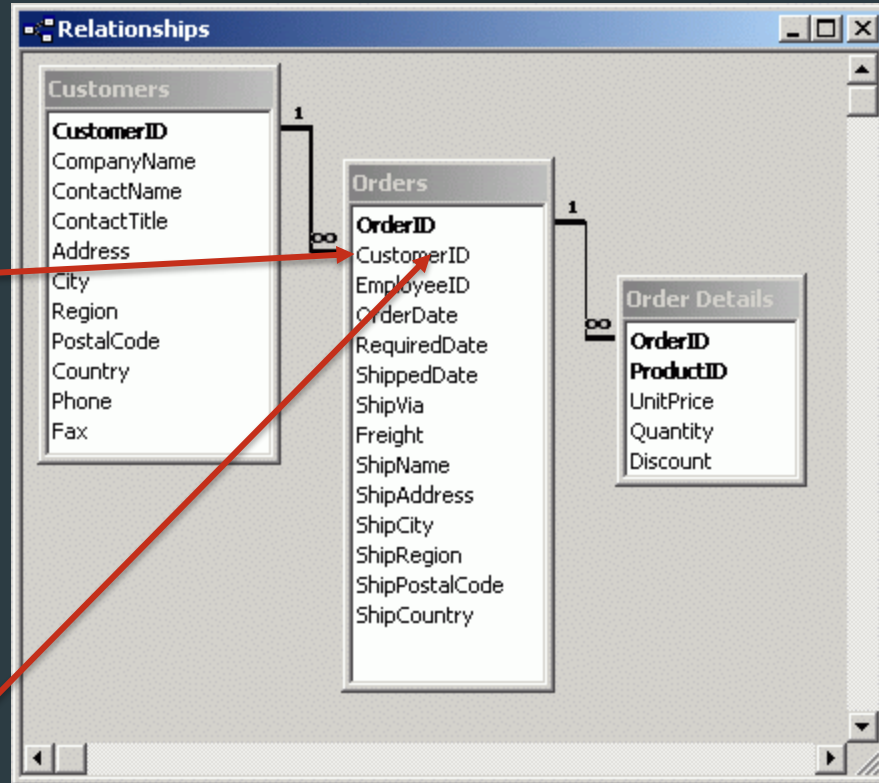 Relationships
Customers
CustomerID
CompanyName
ContactName
ContactTitle
Address
City
Region
PostalCode
Country
Phone
Fax
1
∞
Orders
OrderID
CustomerID
EmployeeID
OrderDate
RequiredDate
ShippedDate
ShipVia
Freight
ShipName
ShipAddress
ShipCity
ShipRegion
ShipPostalCode
ShipCountry
1
∞
Order Details
OrderID
ProductID
UnitPrice
Quantity
Discount